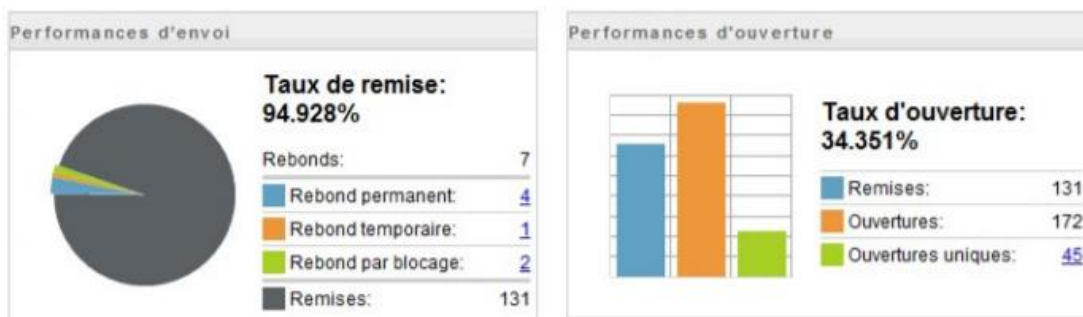 Performances d'envoi
Taux de remise:
94.928%
Rebonds: 7
Rebond permanent: 4
Rebond temporaire: 1
Rebond par blocage: 2
Remises: 131
Performances d'ouverture
Taux d'ouverture:
34.351%
Remises: 131
Ouvertures: 172
Ouvertures uniques: 45